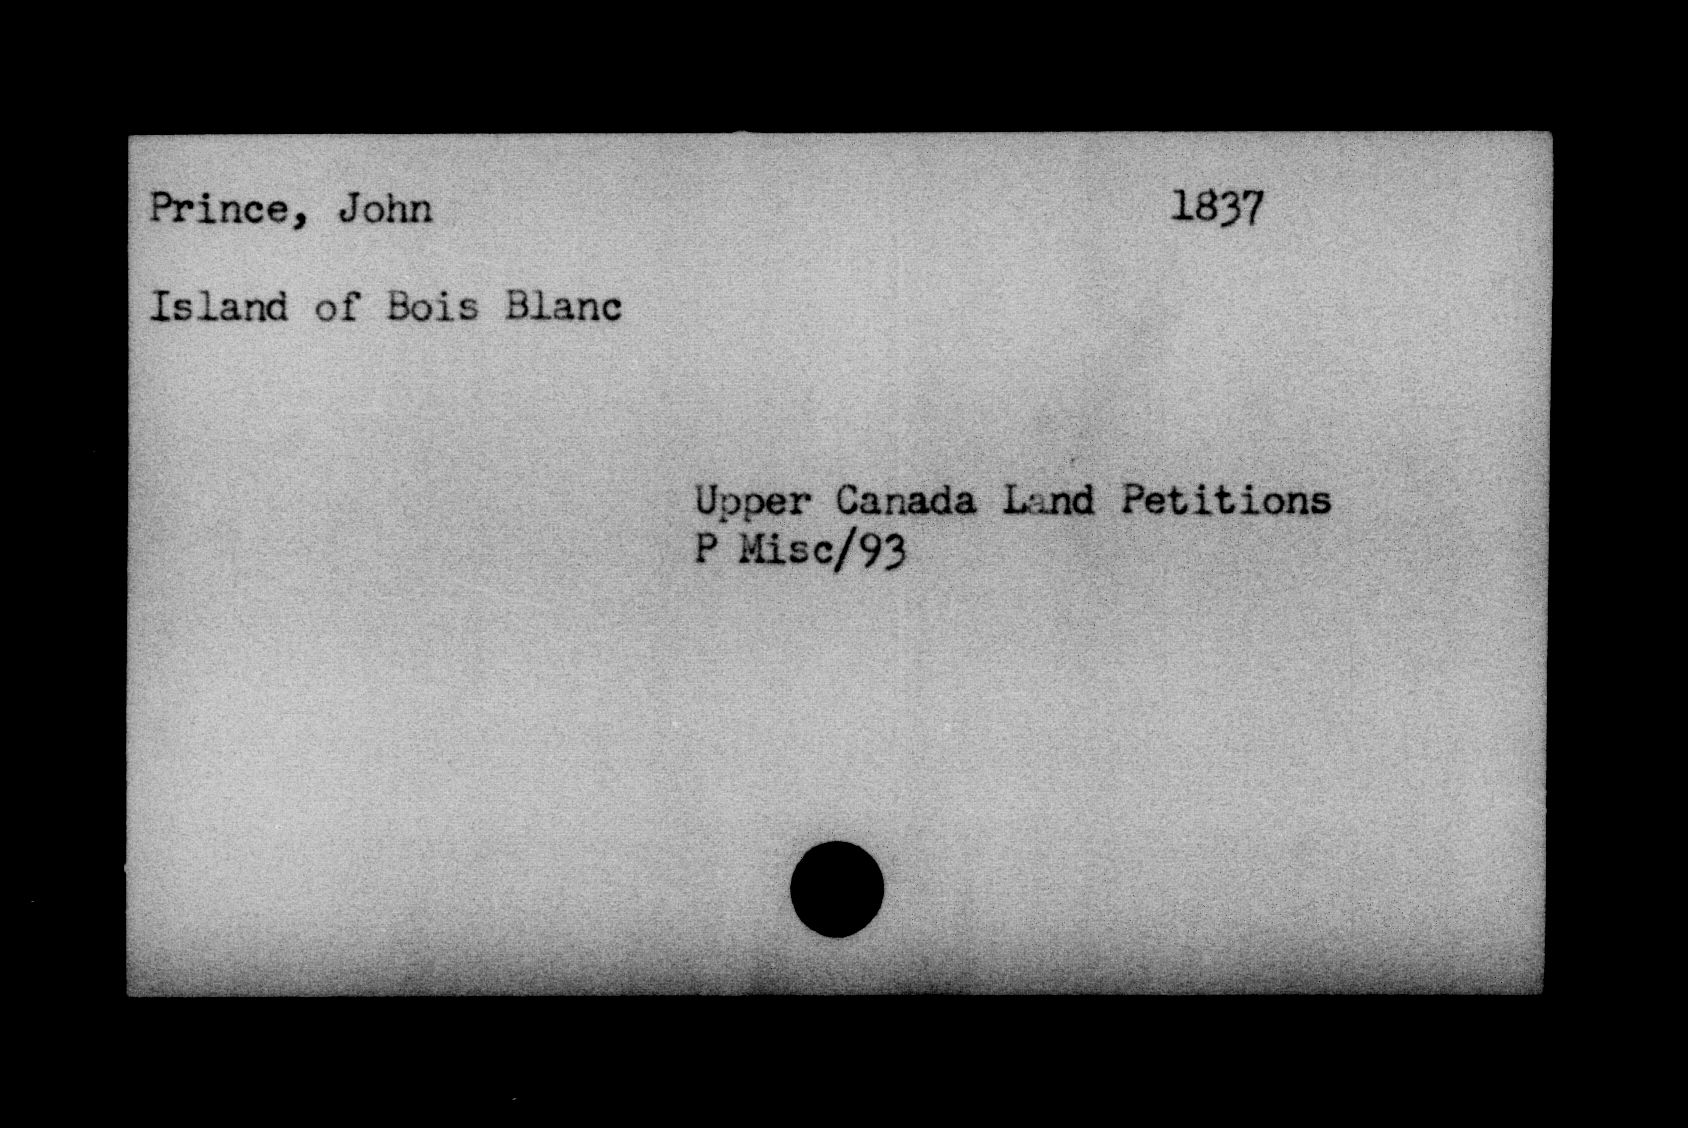 Prince, John 1837
Island of Bois Blanc
Upper Canada Land Petitions
P Misc/93